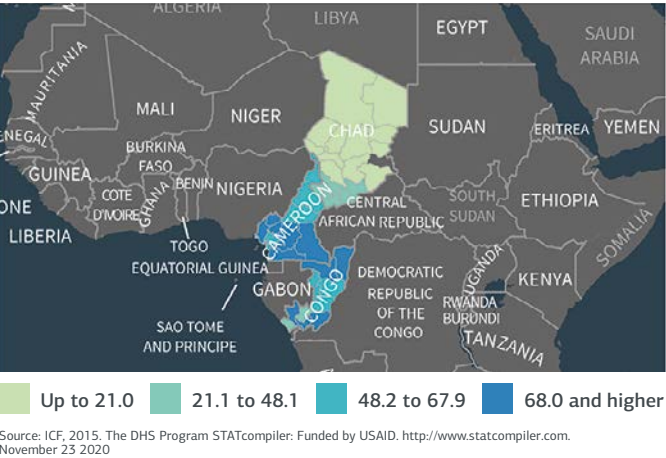 ALGERIA
LIBYA
EGYPT
SAUDI
ARABIA
MAURITANIA
MALI
NIGER
CHAD
SUDAN
ERITREA
YEMEN
ENEGAL
BURKINA
FASO
GUINEA
BENIN
NIGERIA
COTE
D'IVOIRE
GHANA
CENTRAL
AFRICAN REPUBLIC
SOUTH
SUDAN
ETHIOPIA
ONE
LIBERIA
CAMEROON
SOMALIA
TOGO
EQUATORIAL GUINEA
GABON
CONGO
DEMOCRATIC
REPUBLIC
OF THE
CONGO
UGANDA
KENYA
RWANDA
BURUNDI
SAO TOME
AND PRINCIPE
TANZANIA
Up to 21.0
21.1 to 48.1
48.2 to 67.9
68.0 and higher
Source: ICF, 2015. The DHS Program STATcompiler: Funded by USAID. http://www.statcompiler.com.
November 23 2020